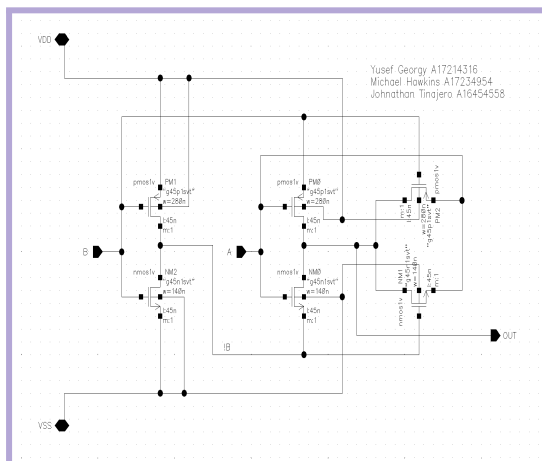 VDD
Yusef Georgy A17214316
Michael Hawkins A17234954
Johnathan Tinajero A16454558
pmos1v
PM1
"g45p1svt"
w=280n
l:45n
m:1
pmos1v
PM0
"g45p1svt"
w=280n
l:45n
m:1
pmos1v
PM2
"g45p1svt"
w=280n
l:45n
m:1
B
nmos1v
NM2
"g45n1svt"
w=140n
l:45n
m:1
A
nmos1v
NM0
"g45n1svt"
w=140n
l:45n
m:1
nmos1v
NM1
"g45n1svt"
w=140n
l:45n
m:1
OUT
!B
VSS